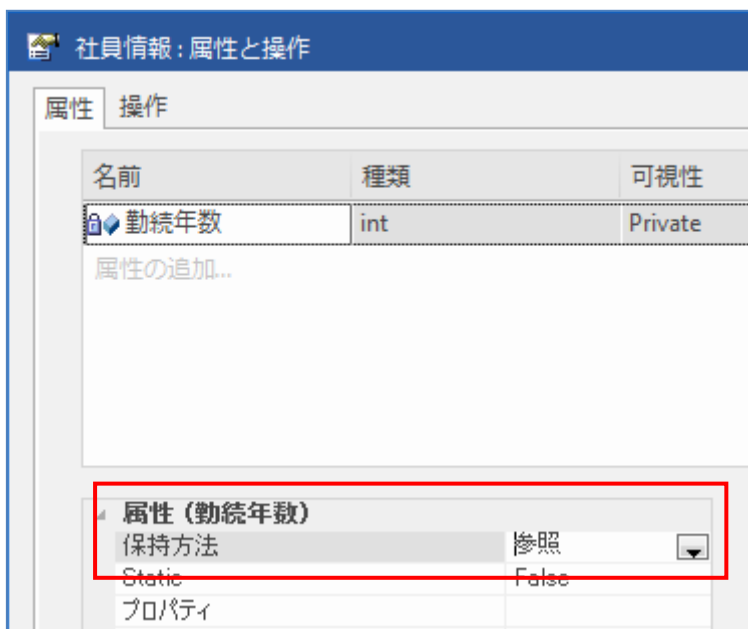 社員情報 : 属性と操作
属性 操作
名前 種類 可視性
勤続年数 int Private
属性の追加...
属性 (勤続年数)
保持方法 参照
Static False
プロパティ